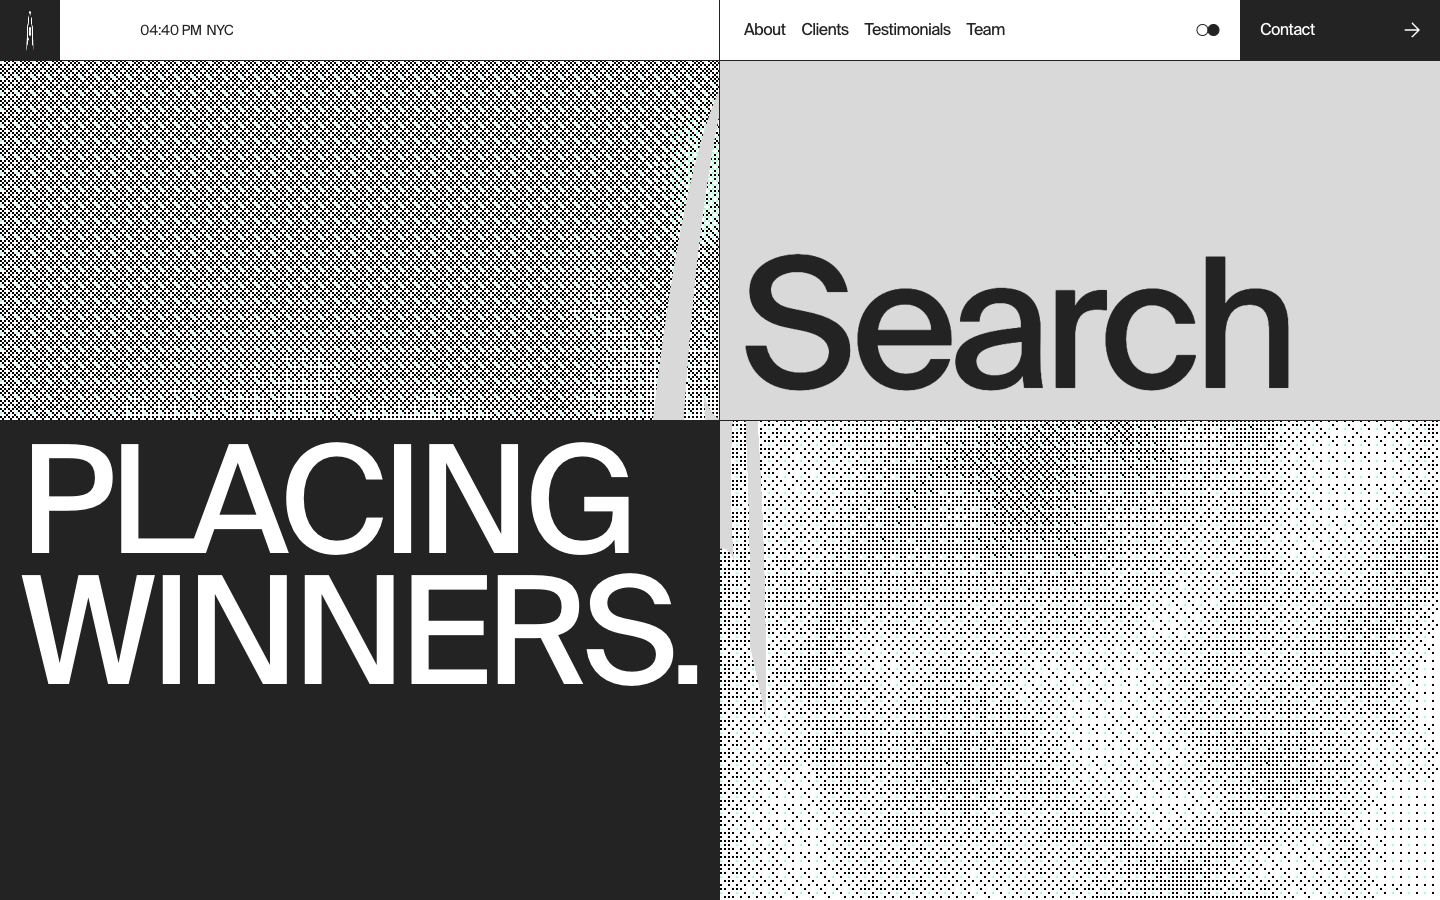 04:40 PM NYC
About Clients Testimonials Team
Contact
Search
PLACING
WINNERS.